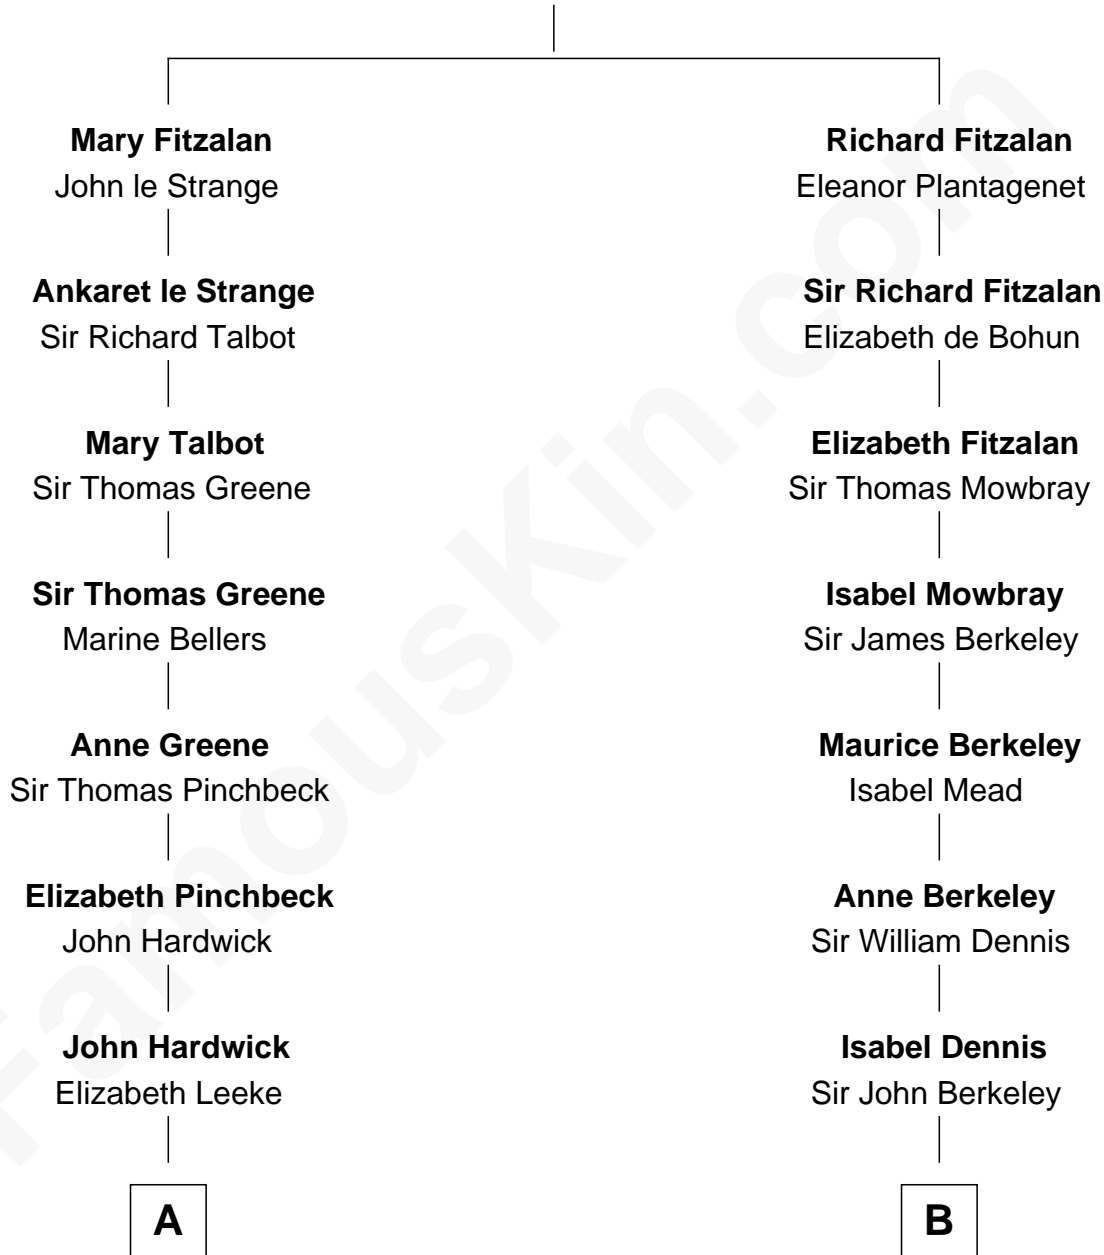 Mary Fitzalan
John le Strange
Ankaret le Strange
Sir Richard Talbot
Mary Talbot
Sir Thomas Greene
Sir Thomas Greene
Marine Bellers
Anne Greene
Sir Thomas Pinchbeck
Elizabeth Pinchbeck
John Hardwick
John Hardwick
Elizabeth Leeke
A
Richard Fitzalan
Eleanor Plantagenet
Sir Richard Fitzalan
Elizabeth de Bohun
Elizabeth Fitzalan
Sir Thomas Mowbray
Isabel Mowbray
Sir James Berkeley
Maurice Berkeley
Isabel Mead
Anne Berkeley
Sir William Dennis
Isabel Dennis
Sir John Berkeley
B
FamousKin.com